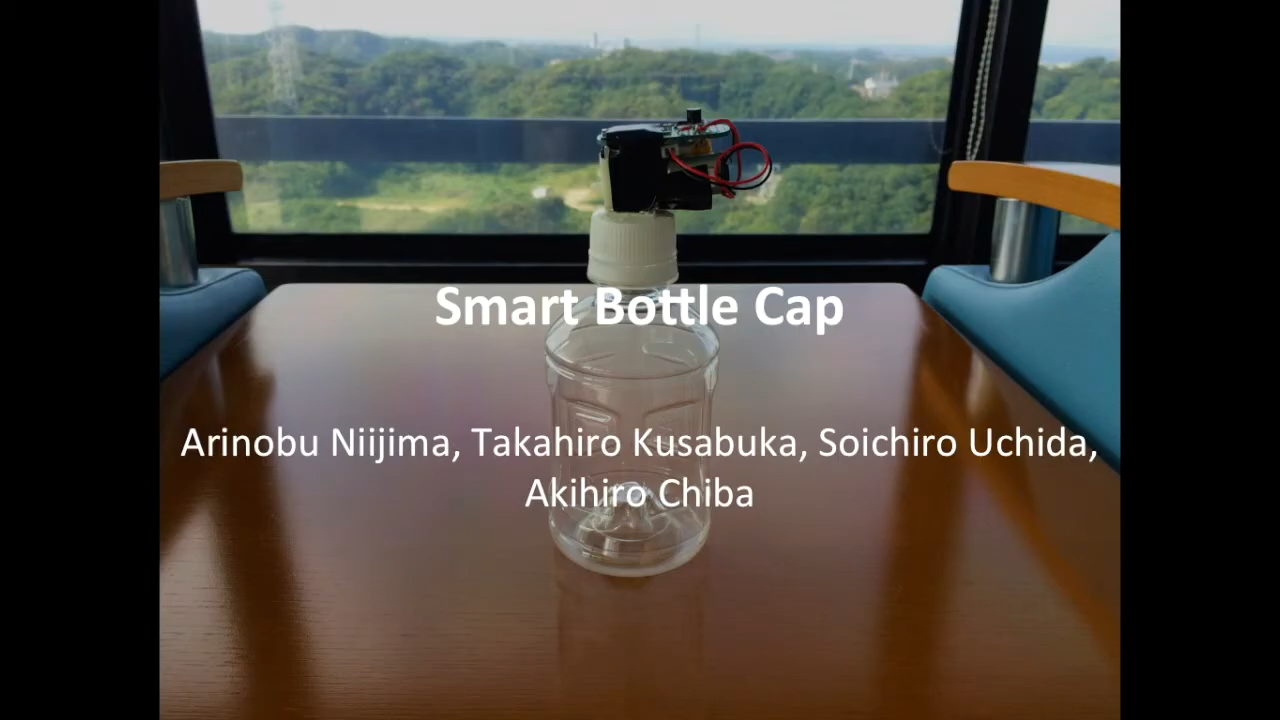 Smart Bottle Cap
Arinobu Niijima, Takahiro Kusabuka, Soichiro Uchida,
Akihiro Chiba